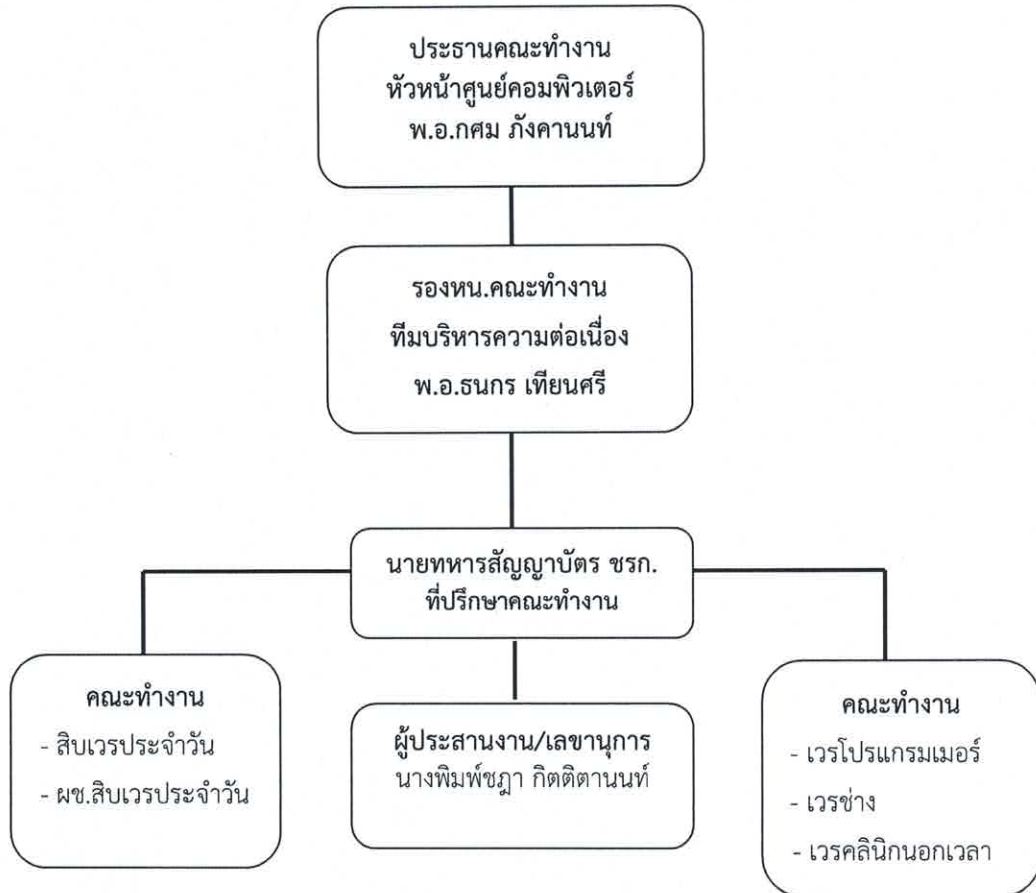 ประธานคณะทำงาน
หัวหน้าศูนย์คอมพิวเตอร์
พ.อ.กศม ภังคานนท์
รองหน.คณะทำงาน
ทีมบริหารความต่อเนื่อง
พ.อ.ธนกร เทียนศรี
นายทหารสัญญาบัตร ชรก.
ที่ปรึกษาคณะทำงาน
คณะทำงาน
- สิบเวรประจำวัน
- ผช.สิบเวรประจำวัน
ผู้ประสานงาน/เลขานุการ
นางพิมพ์ชฎา กิตติตานนท์
คณะทำงาน
- เวรโปรแกรมเมอร์
- เวรช่าง
- เวรคลินิกนอกเวลา